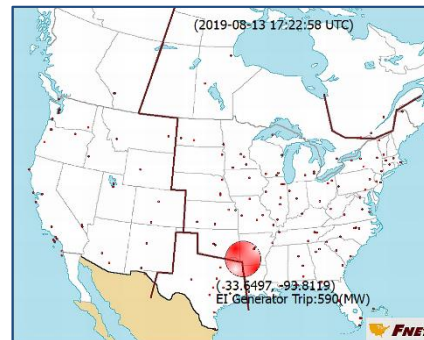 (2019-08-13 17:22:58 UTC)
(-33.6497, -93.8119)
EI Generator Trip:590(MW)
FNET